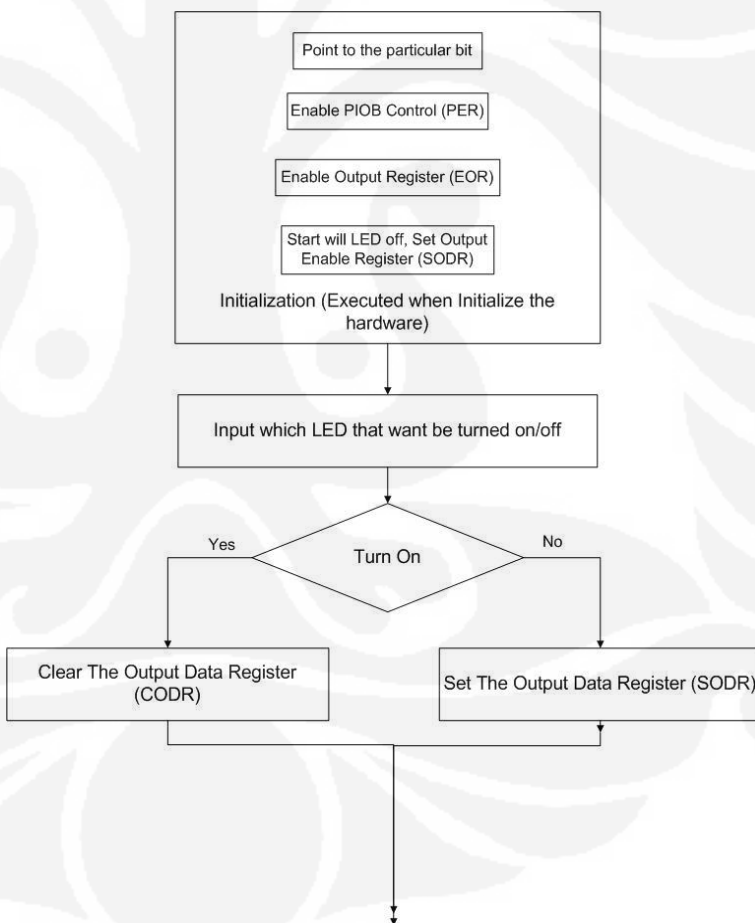 Point to the particular bit
Enable PIOB Control (PER)
Enable Output Register (EOR)
Start will LED off, Set Output
Enable Register (SODR)
Initialization (Executed when Initialize the
hardware)
Input which LED that want be turned on/off
Turn On
Yes
No
Clear The Output Data Register
(CODR)
Set The Output Data Register (SODR)